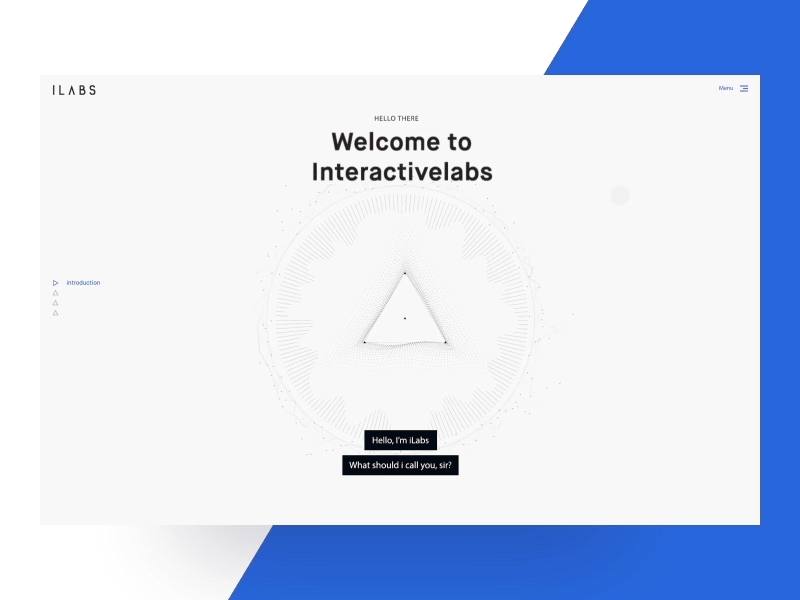 ILABS
Menu
HELLO THERE
Welcome to
Interactivelabs
introduction
Hello, I'm iLabs
What should i call you, sir?